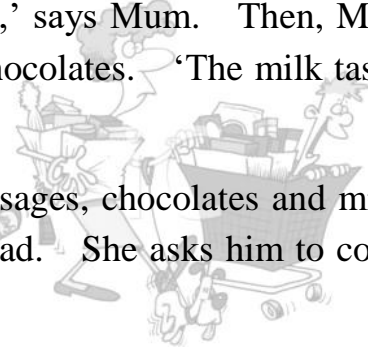 ,’ says Mum. Then, M
hocolates. ‘The milk tas
sages, chocolates and m
ad. She asks him to co